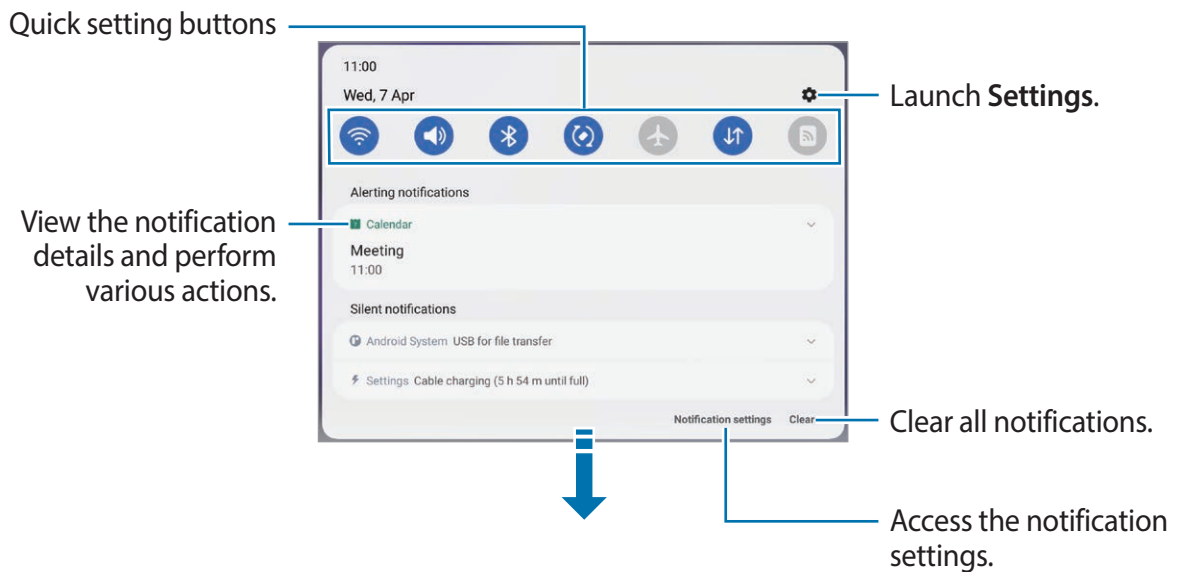 Quick setting buttons
11:00
Wed, 7 Apr
Launch Settings.
Alerting notifications
View the notification
details and perform
various actions.
Calendar
Meeting
11:00
Silent notifications
Android System USB for file transfer
Settings Cable charging (5 h 54 m until full)
Notification settings Clear
Clear all notifications.
Access the notification
settings.